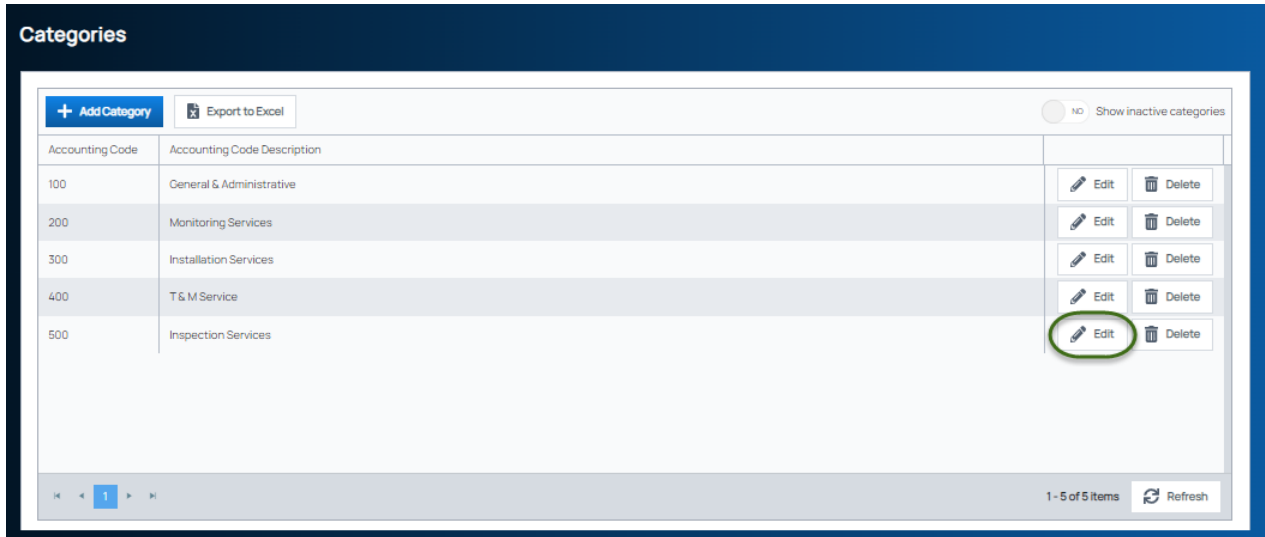 Categories
Add Category Export to Excel NO Show inactive categories
Accounting Code Accounting Code Description
100 General & Administrative Edit Delete
200 Monitoring Services Edit Delete
300 Installation Services Edit Delete
400 T & M Service Edit Delete
500 Inspection Services Edit Delete
1 1 - 5 of 5 items Refresh